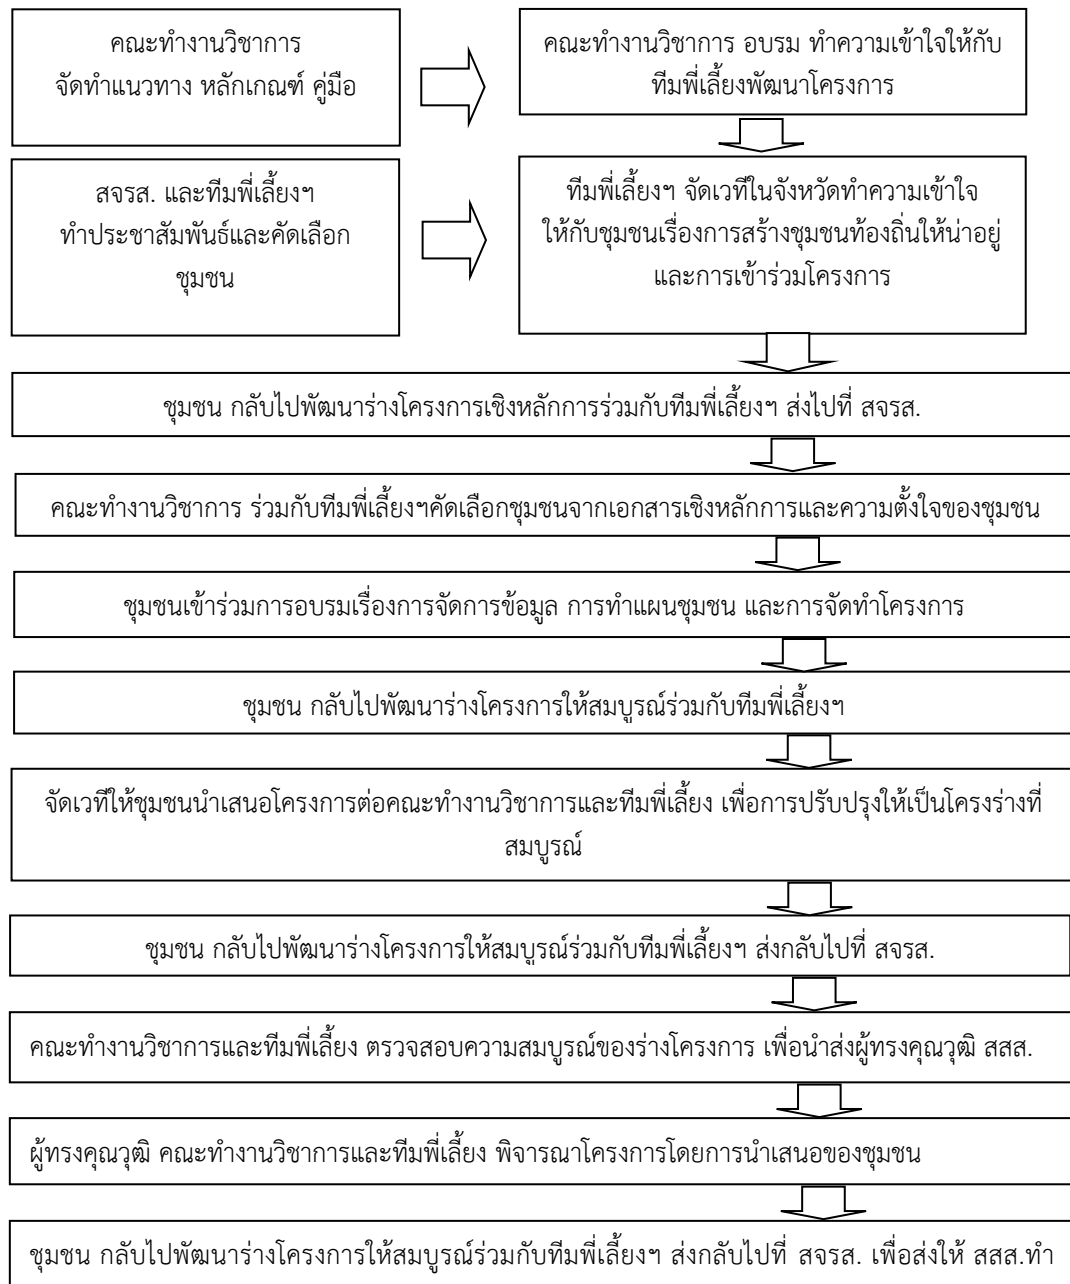 คณะทำงานวิชาการ
จัดทำแนวทาง หลักเกณฑ์ คู่มือ
คณะทำงานวิชาการ อบรม ทำความเข้าใจให้กับ
ทีมพี่เลี้ยงพัฒนาโครงการ
สจรส. และทีมพี่เลี้ยงฯ
ทำประชาสัมพันธ์และคัดเลือก
ชุมชน
ทีมพี่เลี้ยงฯ จัดเวทีในจังหวัดทำความเข้าใจ
ให้กับชุมชนเรื่องการสร้างชุมชนท้องถิ่นให้น่าอยู่
และการเข้าร่วมโครงการ
ชุมชน กลับไปพัฒนาร่างโครงการเชิงหลักการร่วมกับทีมพี่เลี้ยงฯ ส่งไปที่ สจรส.
คณะทำงานวิชาการ ร่วมกับทีมพี่เลี้ยงฯคัดเลือกชุมชนจากเอกสารเชิงหลักการและความตั้งใจของชุมชน
ชุมชนเข้าร่วมการอบรมเรื่องการจัดการข้อมูล การทำแผนชุมชน และการจัดทำโครงการ
ชุมชน กลับไปพัฒนาร่างโครงการให้สมบูรณ์ร่วมกับทีมพี่เลี้ยงฯ
จัดเวทีให้ชุมชนนำเสนอโครงการต่อคณะทำงานวิชาการและทีมพี่เลี้ยง เพื่อการปรับปรุงให้เป็นโครงร่างที่
สมบูรณ์
ชุมชน กลับไปพัฒนาร่างโครงการให้สมบูรณ์ร่วมกับทีมพี่เลี้ยงฯ ส่งกลับไปที่ สจรส.
คณะทำงานวิชาการและทีมพี่เลี้ยง ตรวจสอบความสมบูรณ์ของร่างโครงการ เพื่อนำส่งผู้ทรงคุณวุฒิ สสส.
ผู้ทรงคุณวุฒิ คณะทำงานวิชาการและทีมพี่เลี้ยง พิจารณาโครงการโดยการนำเสนอของชุมชน
ชุมชน กลับไปพัฒนาร่างโครงการให้สมบูรณ์ร่วมกับทีมพี่เลี้ยงฯ ส่งกลับไปที่ สจรส. เพื่อส่งให้ สสส.ทำ